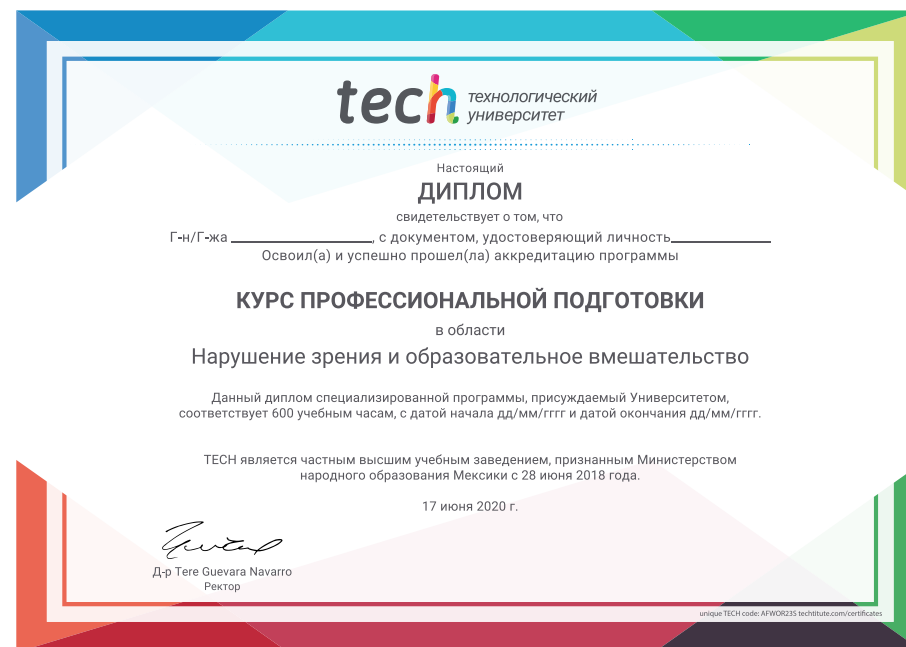 tech технологический
университет
Настоящий
ДИПЛОМ
свидетельствует о том, что
Г-н/Г-жа ____________________, с документом, удостоверяющий личность______________
Освоил(а) и успешно прошел(ла) аккредитацию программы
КУРС ПРОФЕССИОНАЛЬНОЙ ПОДГОТОВКИ
в области
Нарушение зрения и образовательное вмешательство
Данный диплом специализированной программы, присуждаемый Университетом,
соответствует 600 учебным часам, с датой начала дд/мм/гггг и датой окончания дд/мм/гггг.
TECH является частным высшим учебным заведением, признанным Министерством
народного образования Мексики с 28 июня 2018 года.
17 июня 2020 г.
Д-р Tere Guevara Navarro
Ректор
unique TECH code: AFWOR23S techtitute.com/certificates